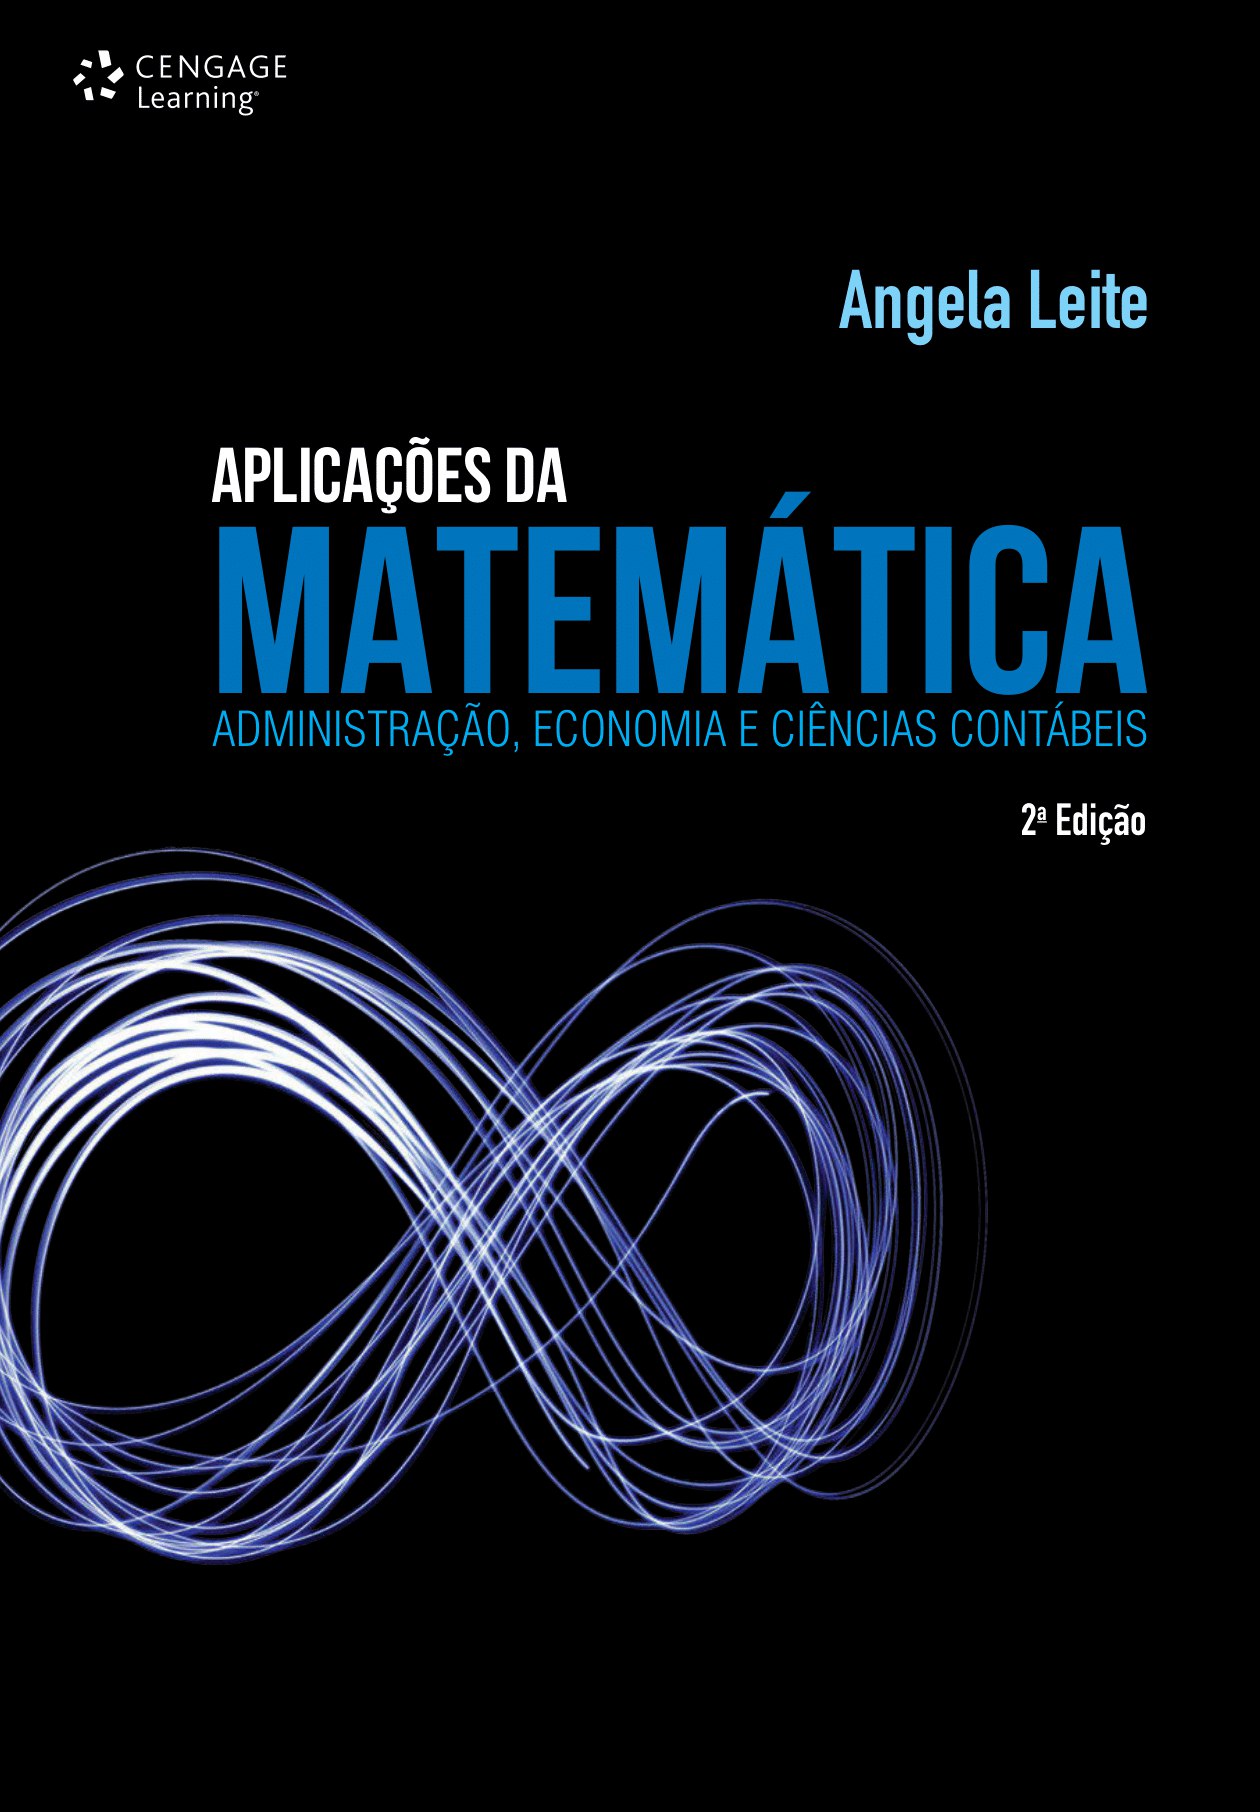 CENGAGE
Learning®
Angela Leite
APLICAÇÕES DA
MATEMÁTICA
ADMINISTRAÇÃO, ECONOMIA E CIÊNCIAS CONTÁBEIS
2ª Edição